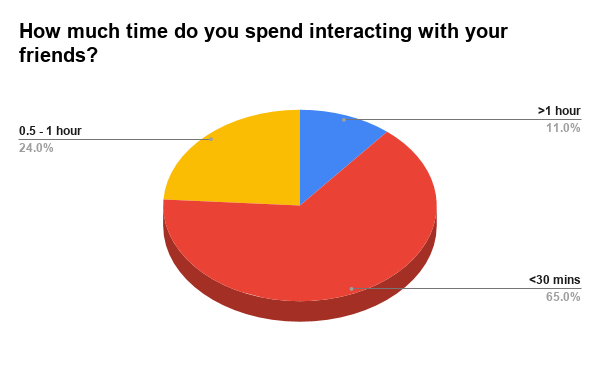 How much time do you spend interacting with your
friends?
>1 hour
11.0%
0.5 - 1 hour
24.0%
<30 mins
65.0%